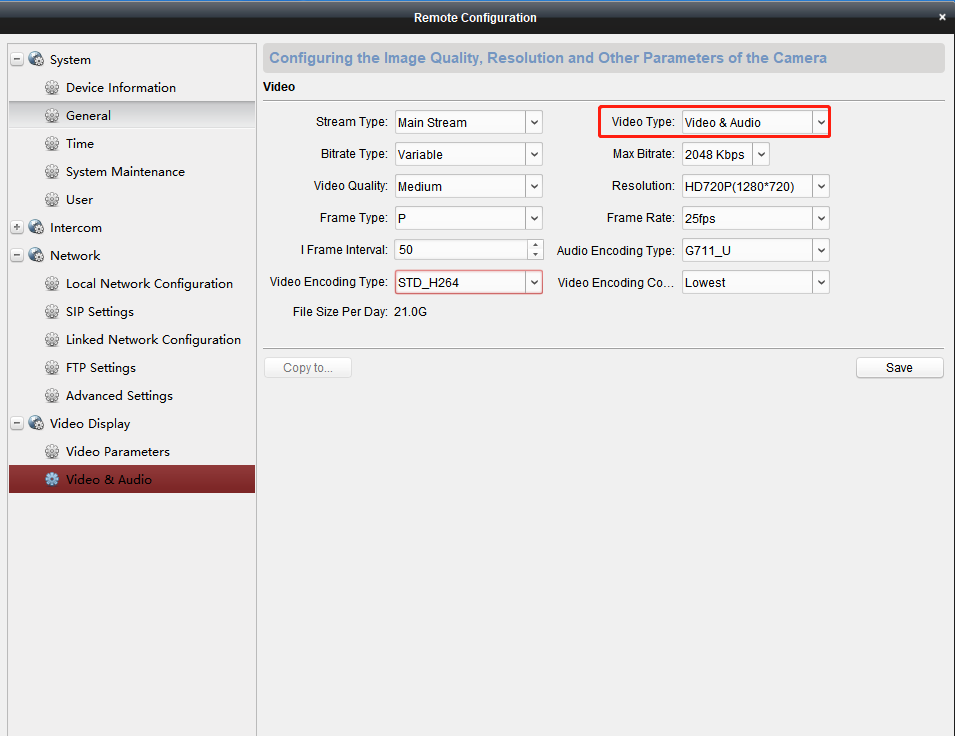 Remote Configuration
×
System
Device Information
General
Time
System Maintenance
User
Intercom
Network
Local Network Configuration
SIP Settings
Linked Network Configuration
FTP Settings
Advanced Settings
Video Display
Video Parameters
Video & Audio
Configuring the Image Quality, Resolution and Other Parameters of the Camera
Video
Stream Type: Main Stream
Video Type: Video & Audio
Bitrate Type: Variable
Max Bitrate: 2048 Kbps
Video Quality: Medium
Resolution: HD720P(1280*720)
Frame Type: P
Frame Rate: 25fps
I Frame Interval: 50
Audio Encoding Type: G711_U
Video Encoding Type: STD_H264
Video Encoding Co... Lowest
File Size Per Day: 21.0G
Copy to...
Save